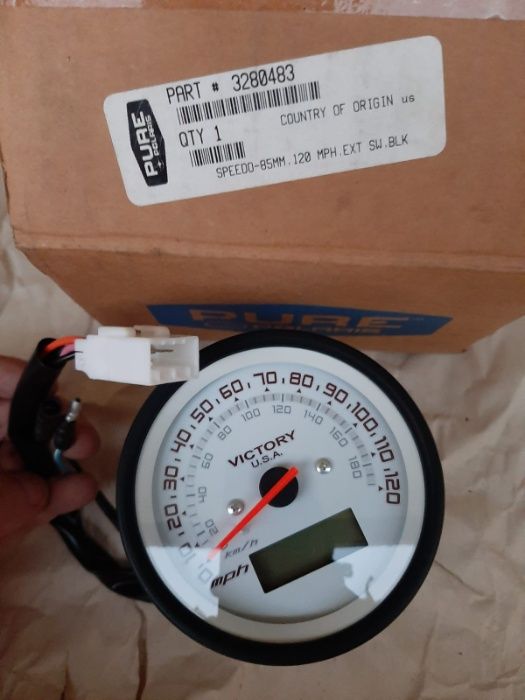 PURE
POLARIS
PART # 3280483
QTY 1
COUNTRY OF ORIGIN us
SPEEDO-85MM.120 MPH.EXT SW.BLK
PURE
POLARIS
0 10 20 30 40 50 60 70 80 90 100 110 120
20 40 60 80 100 120 140 160 180
VICTORY
U.S.A.
km/h
mph